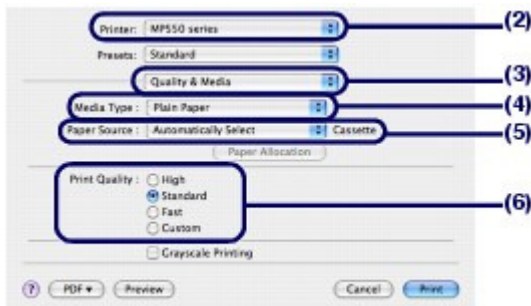 Printer: MP550 series (2)
Presets: Standard
Quality & Media (3)
Media Type: Plain Paper (4)
Paper Source: Automatically Select Cassette (5)
Paper Allocation
Print Quality: High
Standard (6)
Fast
Custom
Grayscale Printing
? PDF ▾ Preview Cancel Print